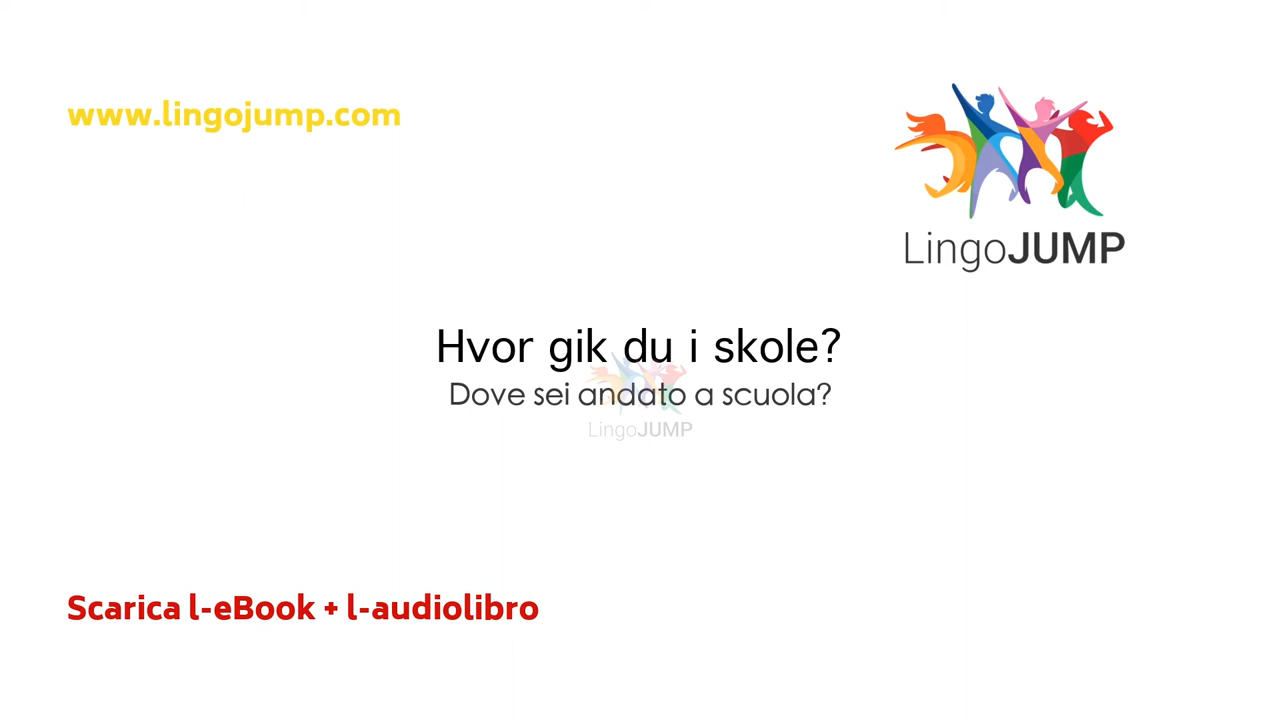 www.lingojump.com
LingoJUMP
Hvor gik du i skole?
Dove sei andato a scuola?
LingoJUMP
Scarica l-eBook + l-audiolibro